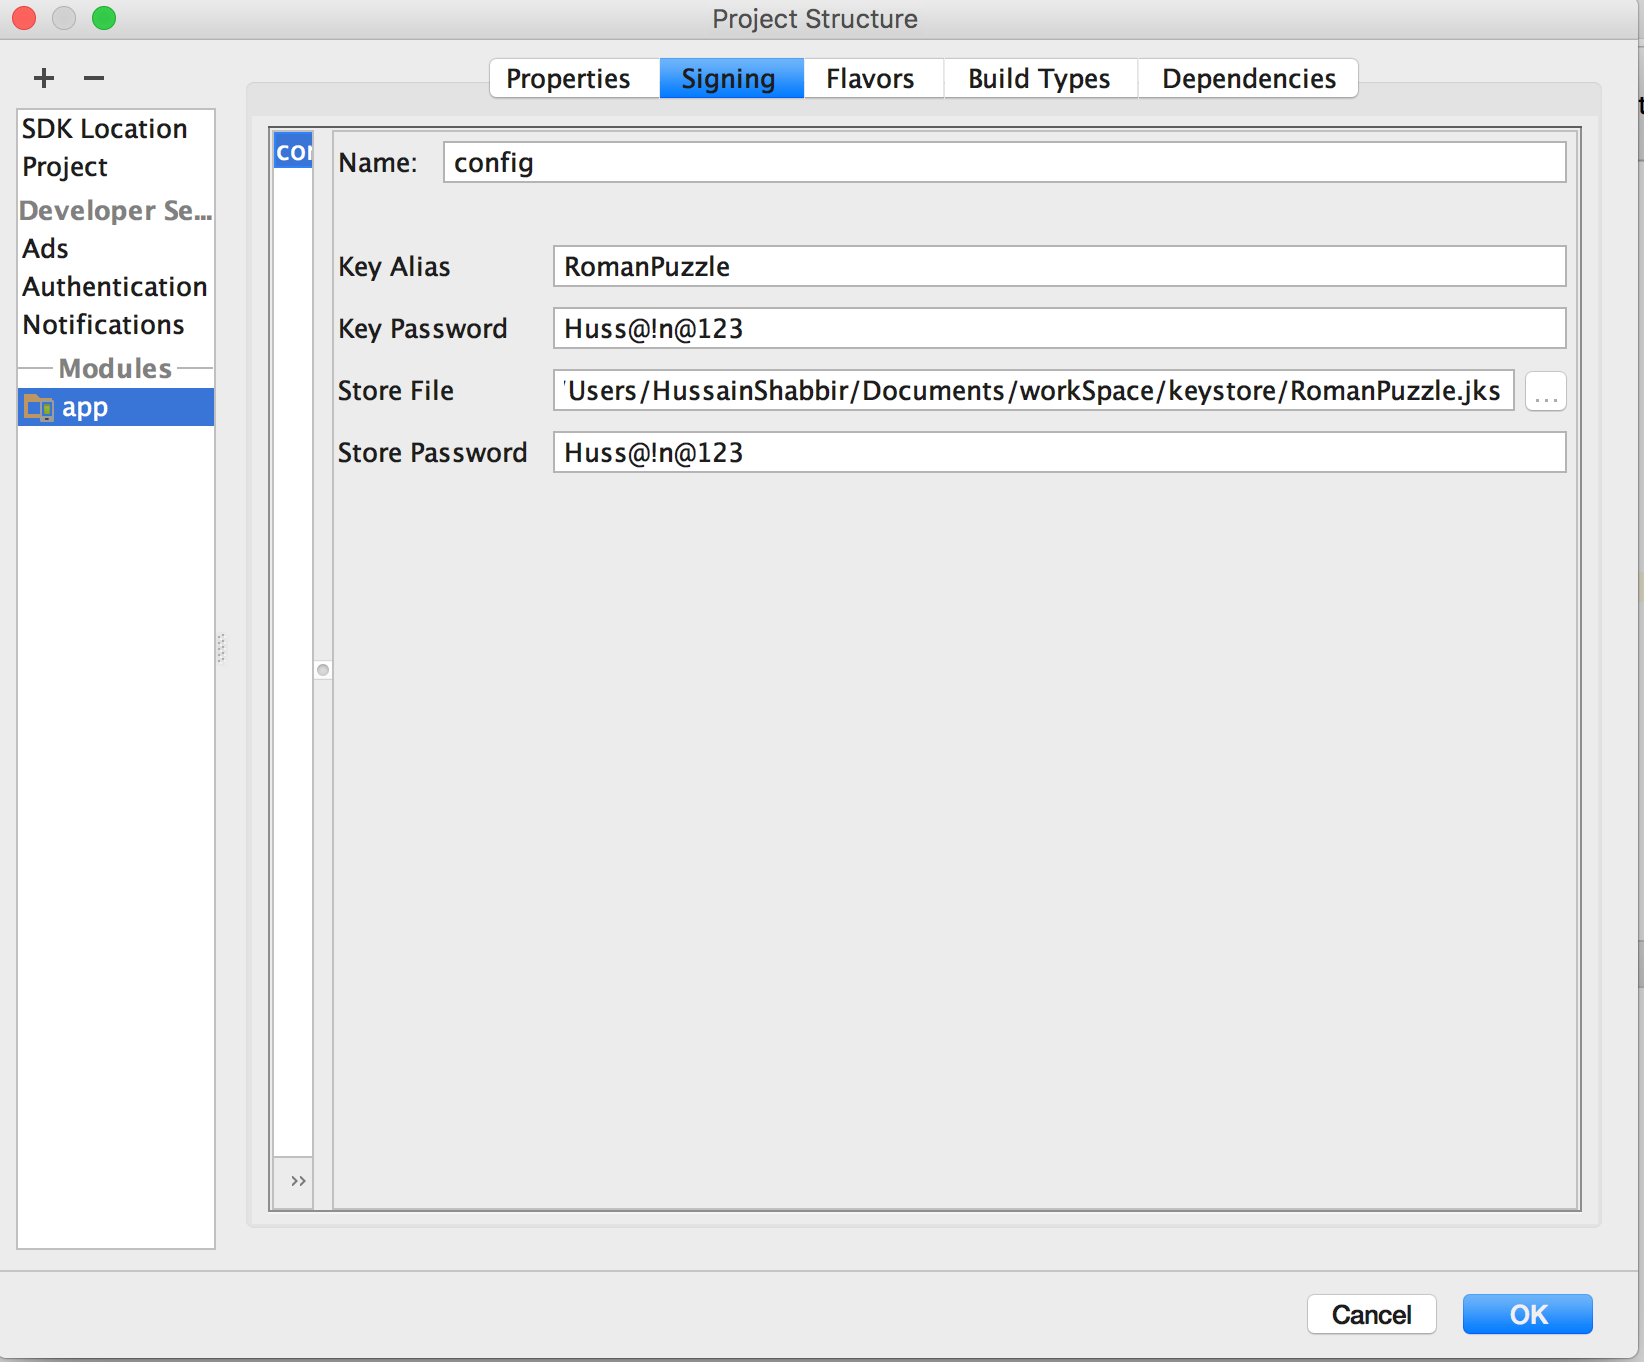 Project Structure
Properties Signing Flavors Build Types Dependencies
SDK Location
Project
Developer Se...
Ads
Authentication
Notifications
Modules
app
Name: config
Key Alias RomanPuzzle
Key Password Huss@!n@123
Store File /Users/HussainShabbir/Documents/workSpace/keystore/RomanPuzzle.jks ...
Store Password Huss@!n@123
>>
Cancel OK